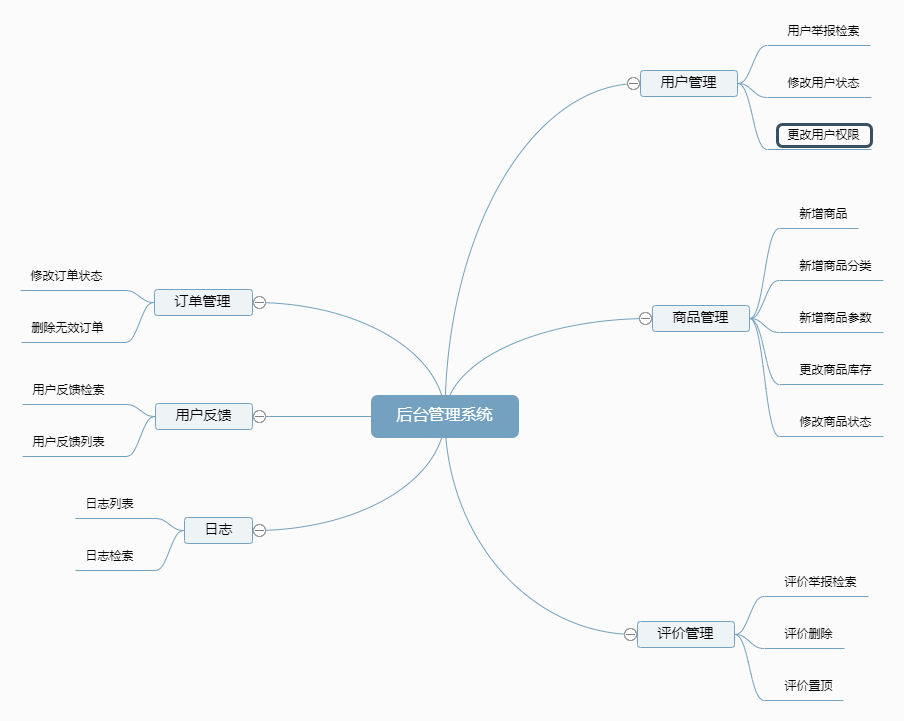 后台管理系统
用户管理
用户举报检索
修改用户状态
更改用户权限
商品管理
新增商品
新增商品分类
新增商品参数
更改商品库存
修改商品状态
评价管理
评价举报检索
评价删除
评价置顶
订单管理
修改订单状态
删除无效订单
用户反馈
用户反馈检索
用户反馈列表
日志
日志列表
日志检索